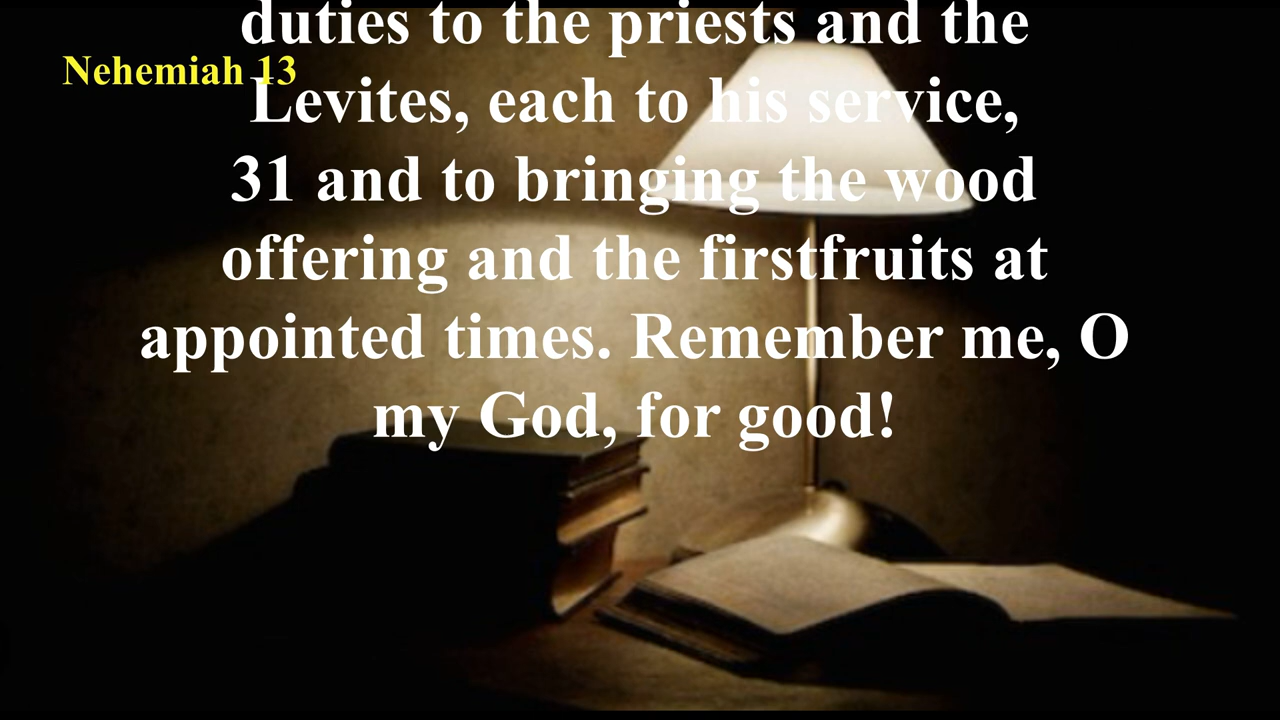 duties to the priests and the
Nehemiah 13
Levites, each to his service,
31 and to bringing the wood
offering and the firstfruits at
appointed times. Remember me, O
my God, for good!